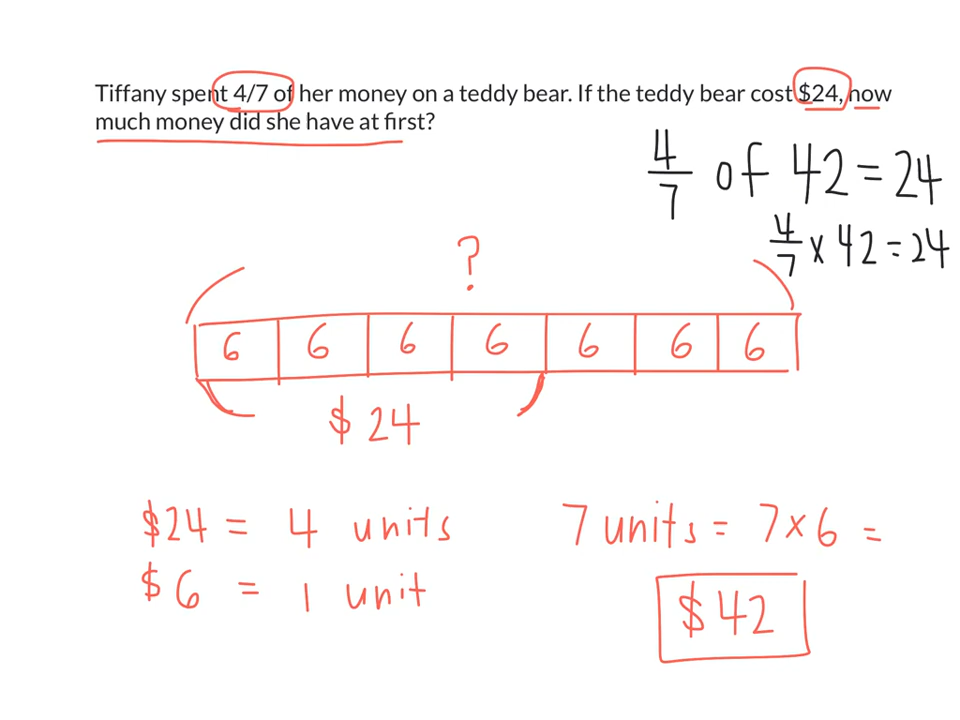 Tiffany spent 4/7 of her money on a teddy bear. If the teddy bear cost $24, how
much money did she have at first?
4/7 of 42 = 24
4/7 x 42 = 24
?
6 6 6 6 6 6 6
$24
$24 = 4 units
$6 = 1 unit
7 units = 7 x 6 =
$42